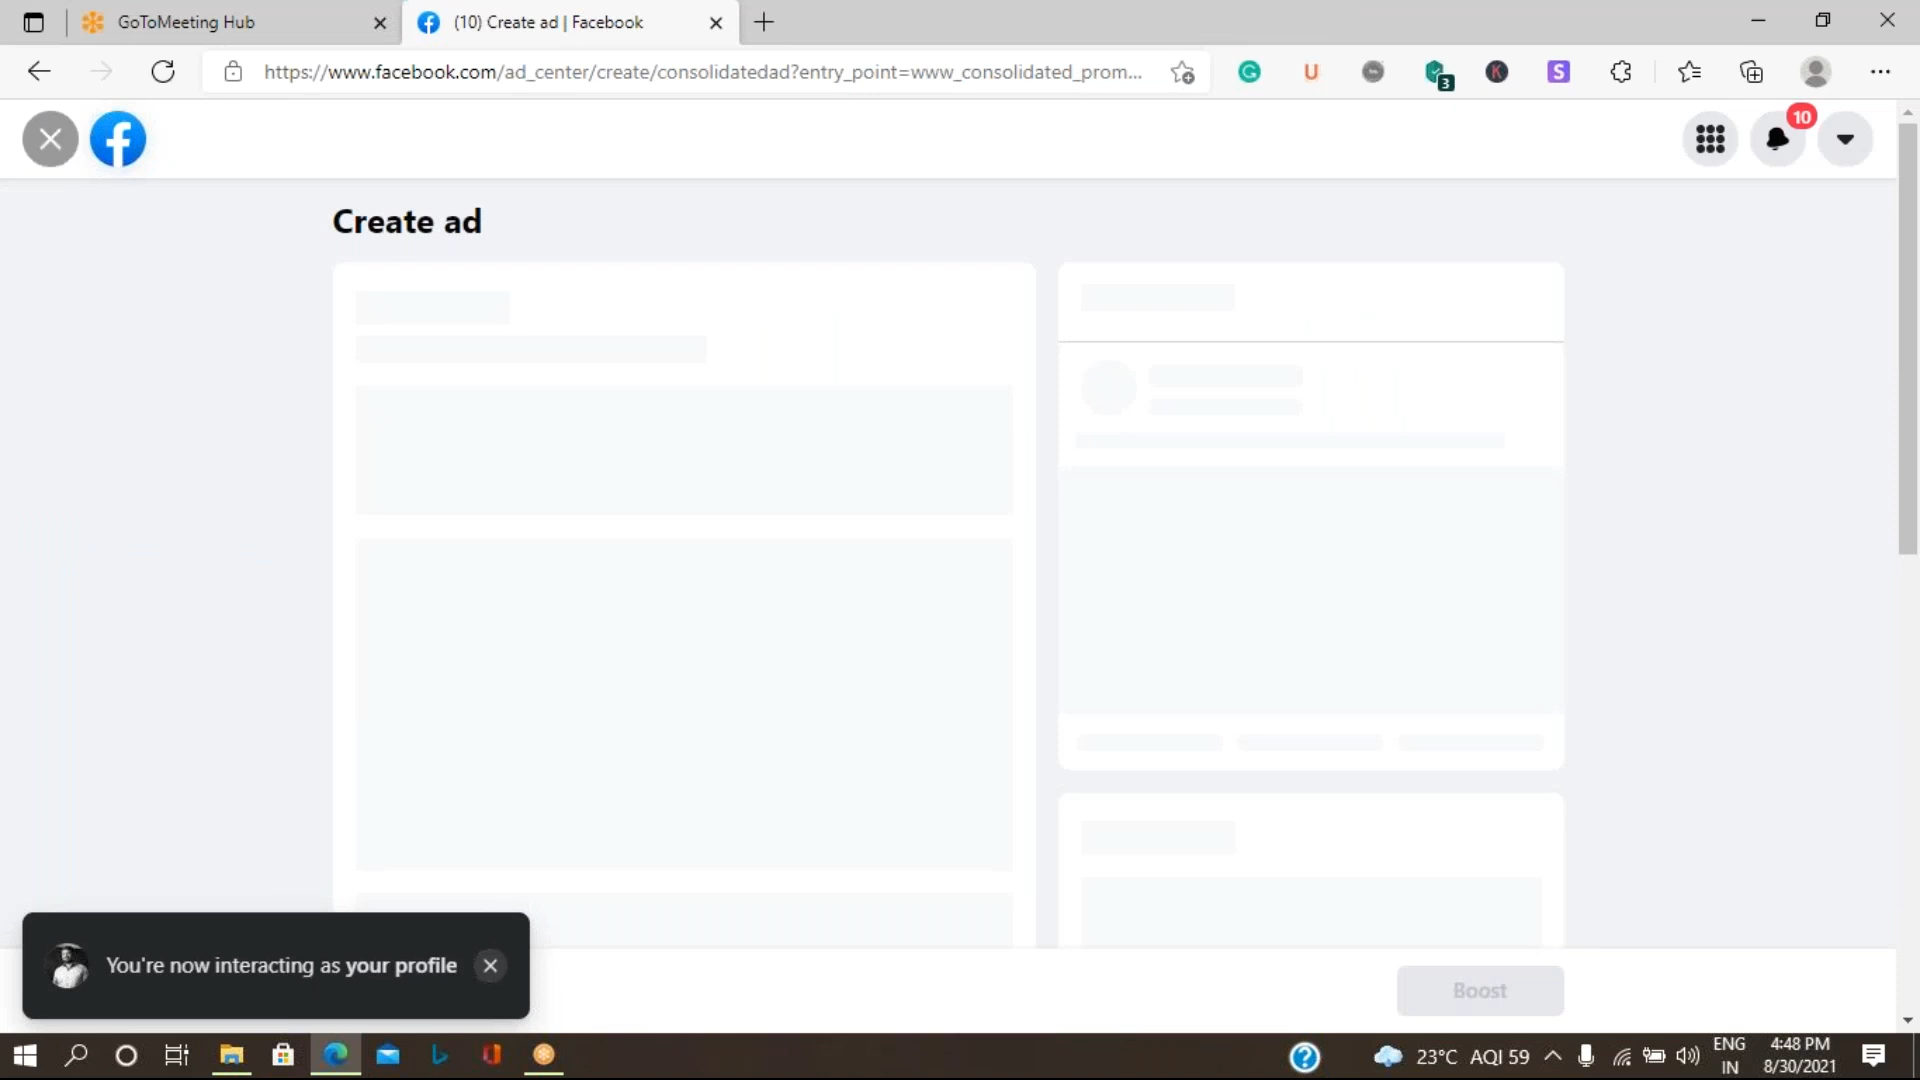 GoToMeeting Hub
(10) Create ad | Facebook
https://www.facebook.com/ad_center/create/consolidatedad?entry_point=www_consolidated_prom...
U
3
K
S
10
Create ad
You're now interacting as your profile
Boost
23°C AQI 59
ENG
IN
4:48 PM
8/30/2021